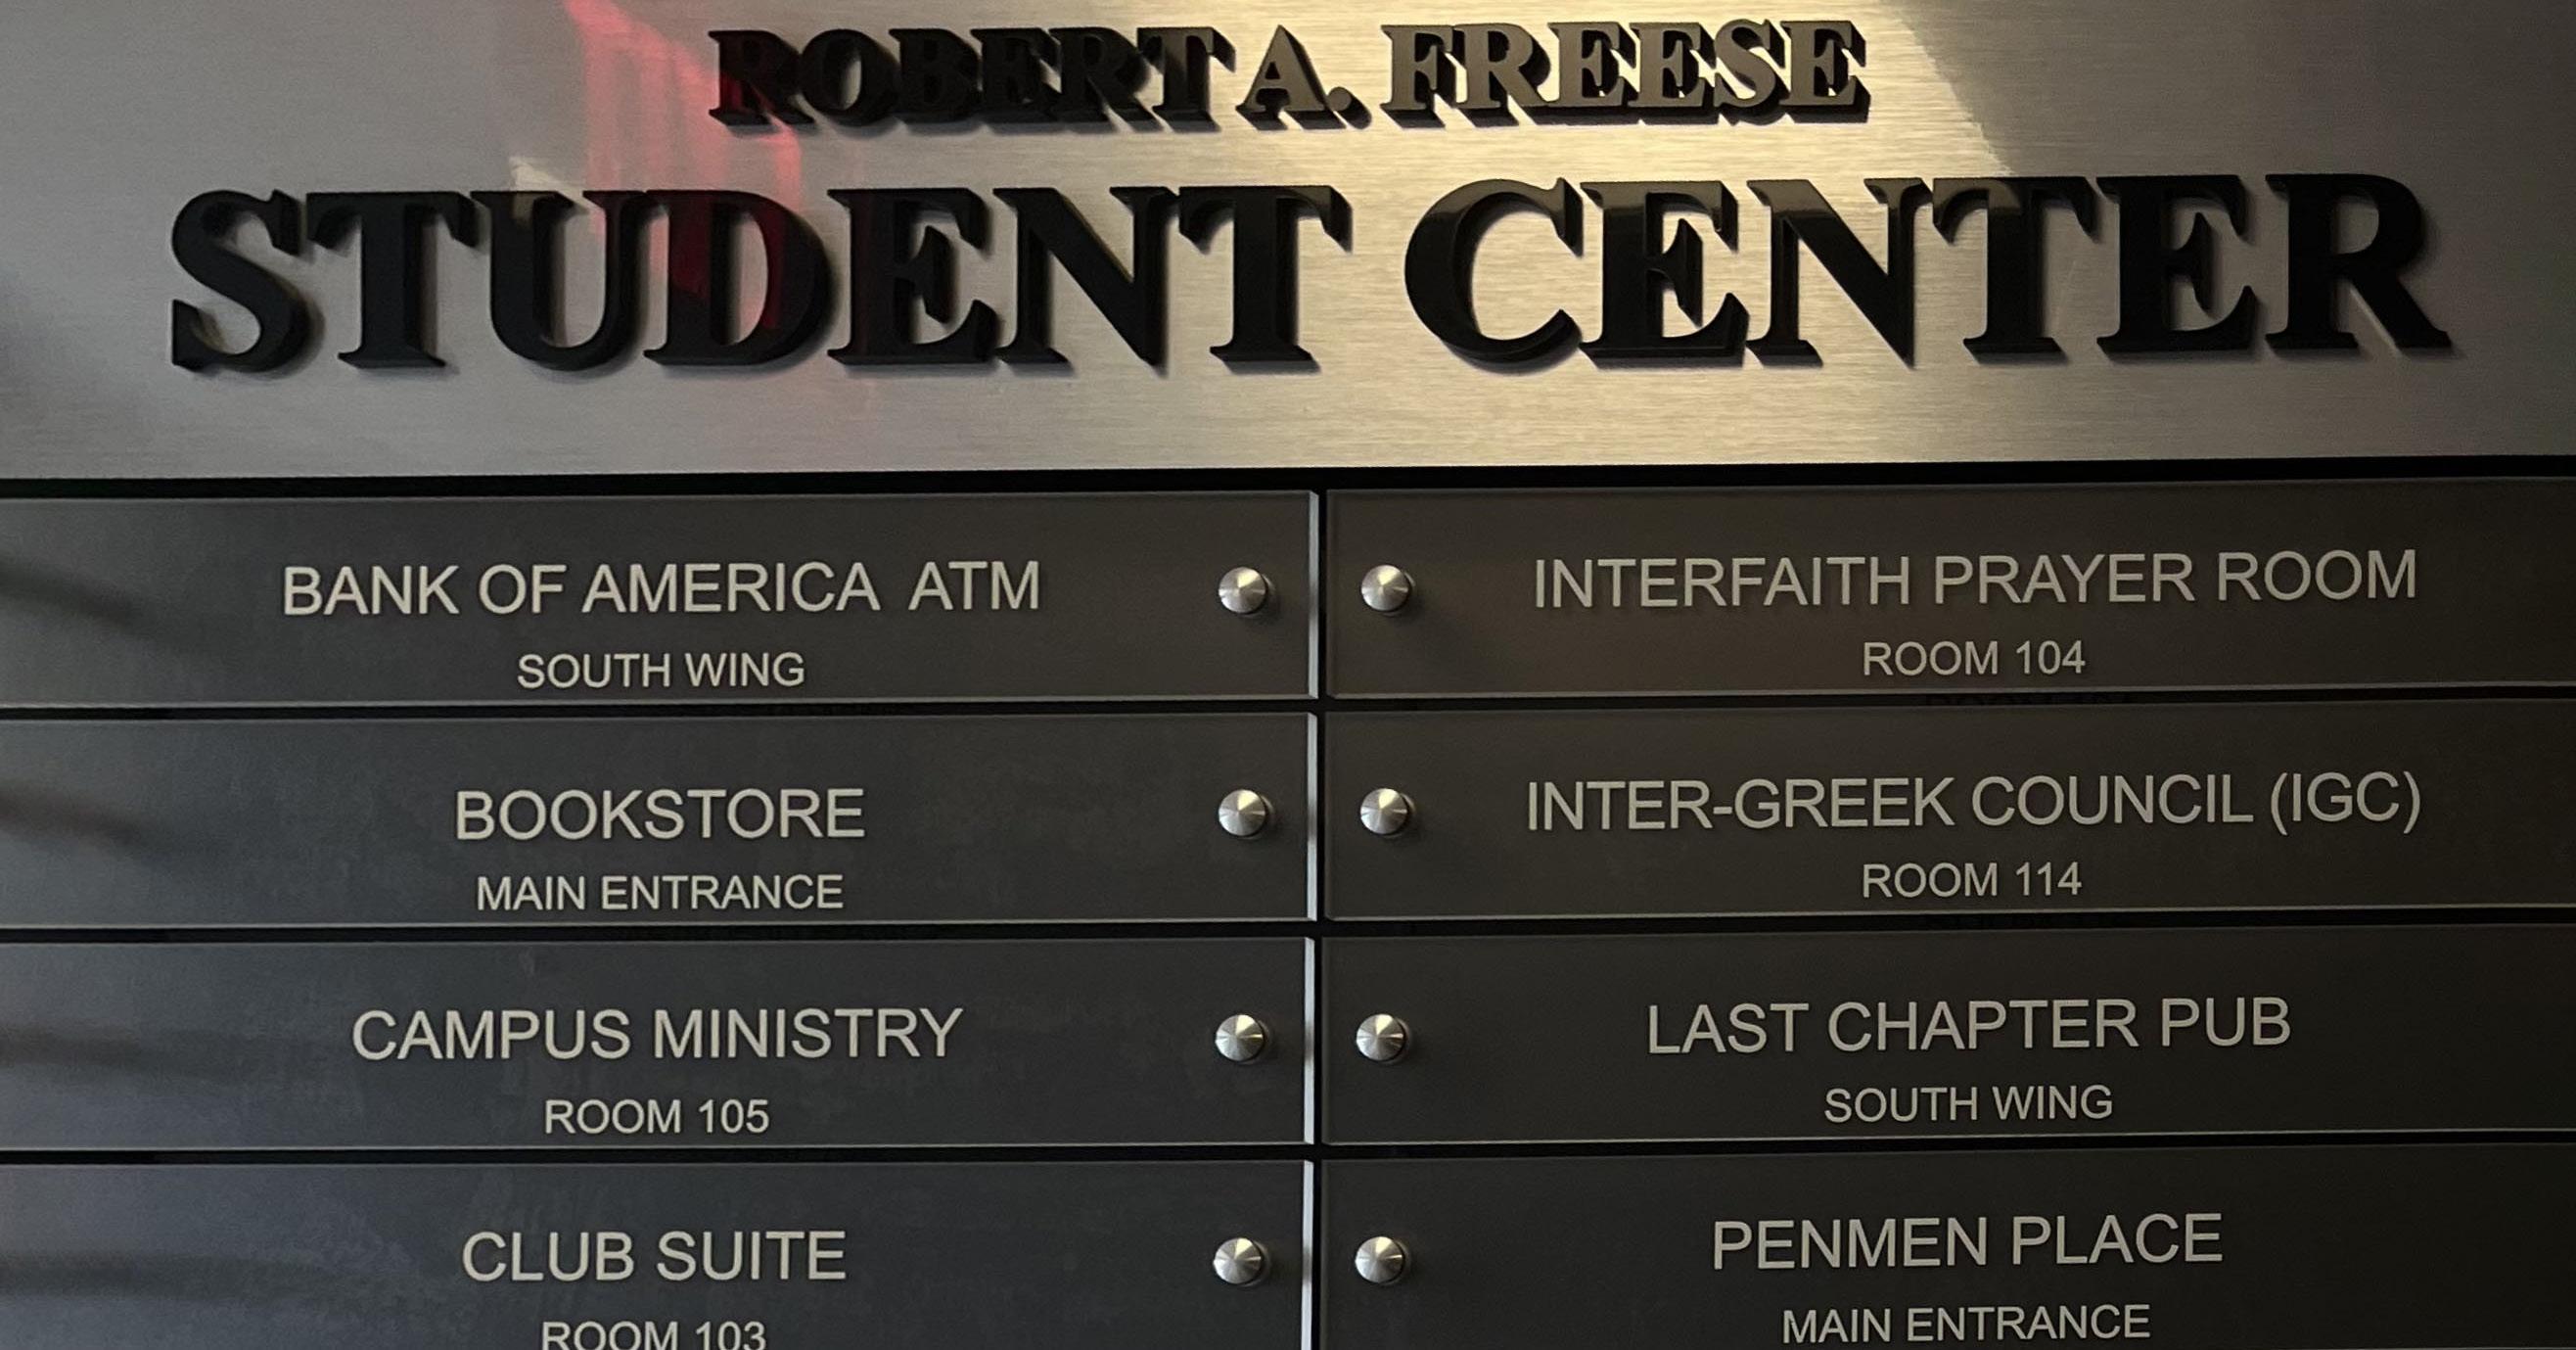 ROBERT A. FREESE
STUDENT CENTER
BANK OF AMERICA ATM
SOUTH WING
BOOKSTORE
MAIN ENTRANCE
CAMPUS MINISTRY
ROOM 105
CLUB SUITE
ROOM 103
INTERFAITH PRAYER ROOM
ROOM 104
INTER-GREEK COUNCIL (IGC)
ROOM 114
LAST CHAPTER PUB
SOUTH WING
PENMEN PLACE
MAIN ENTRANCE